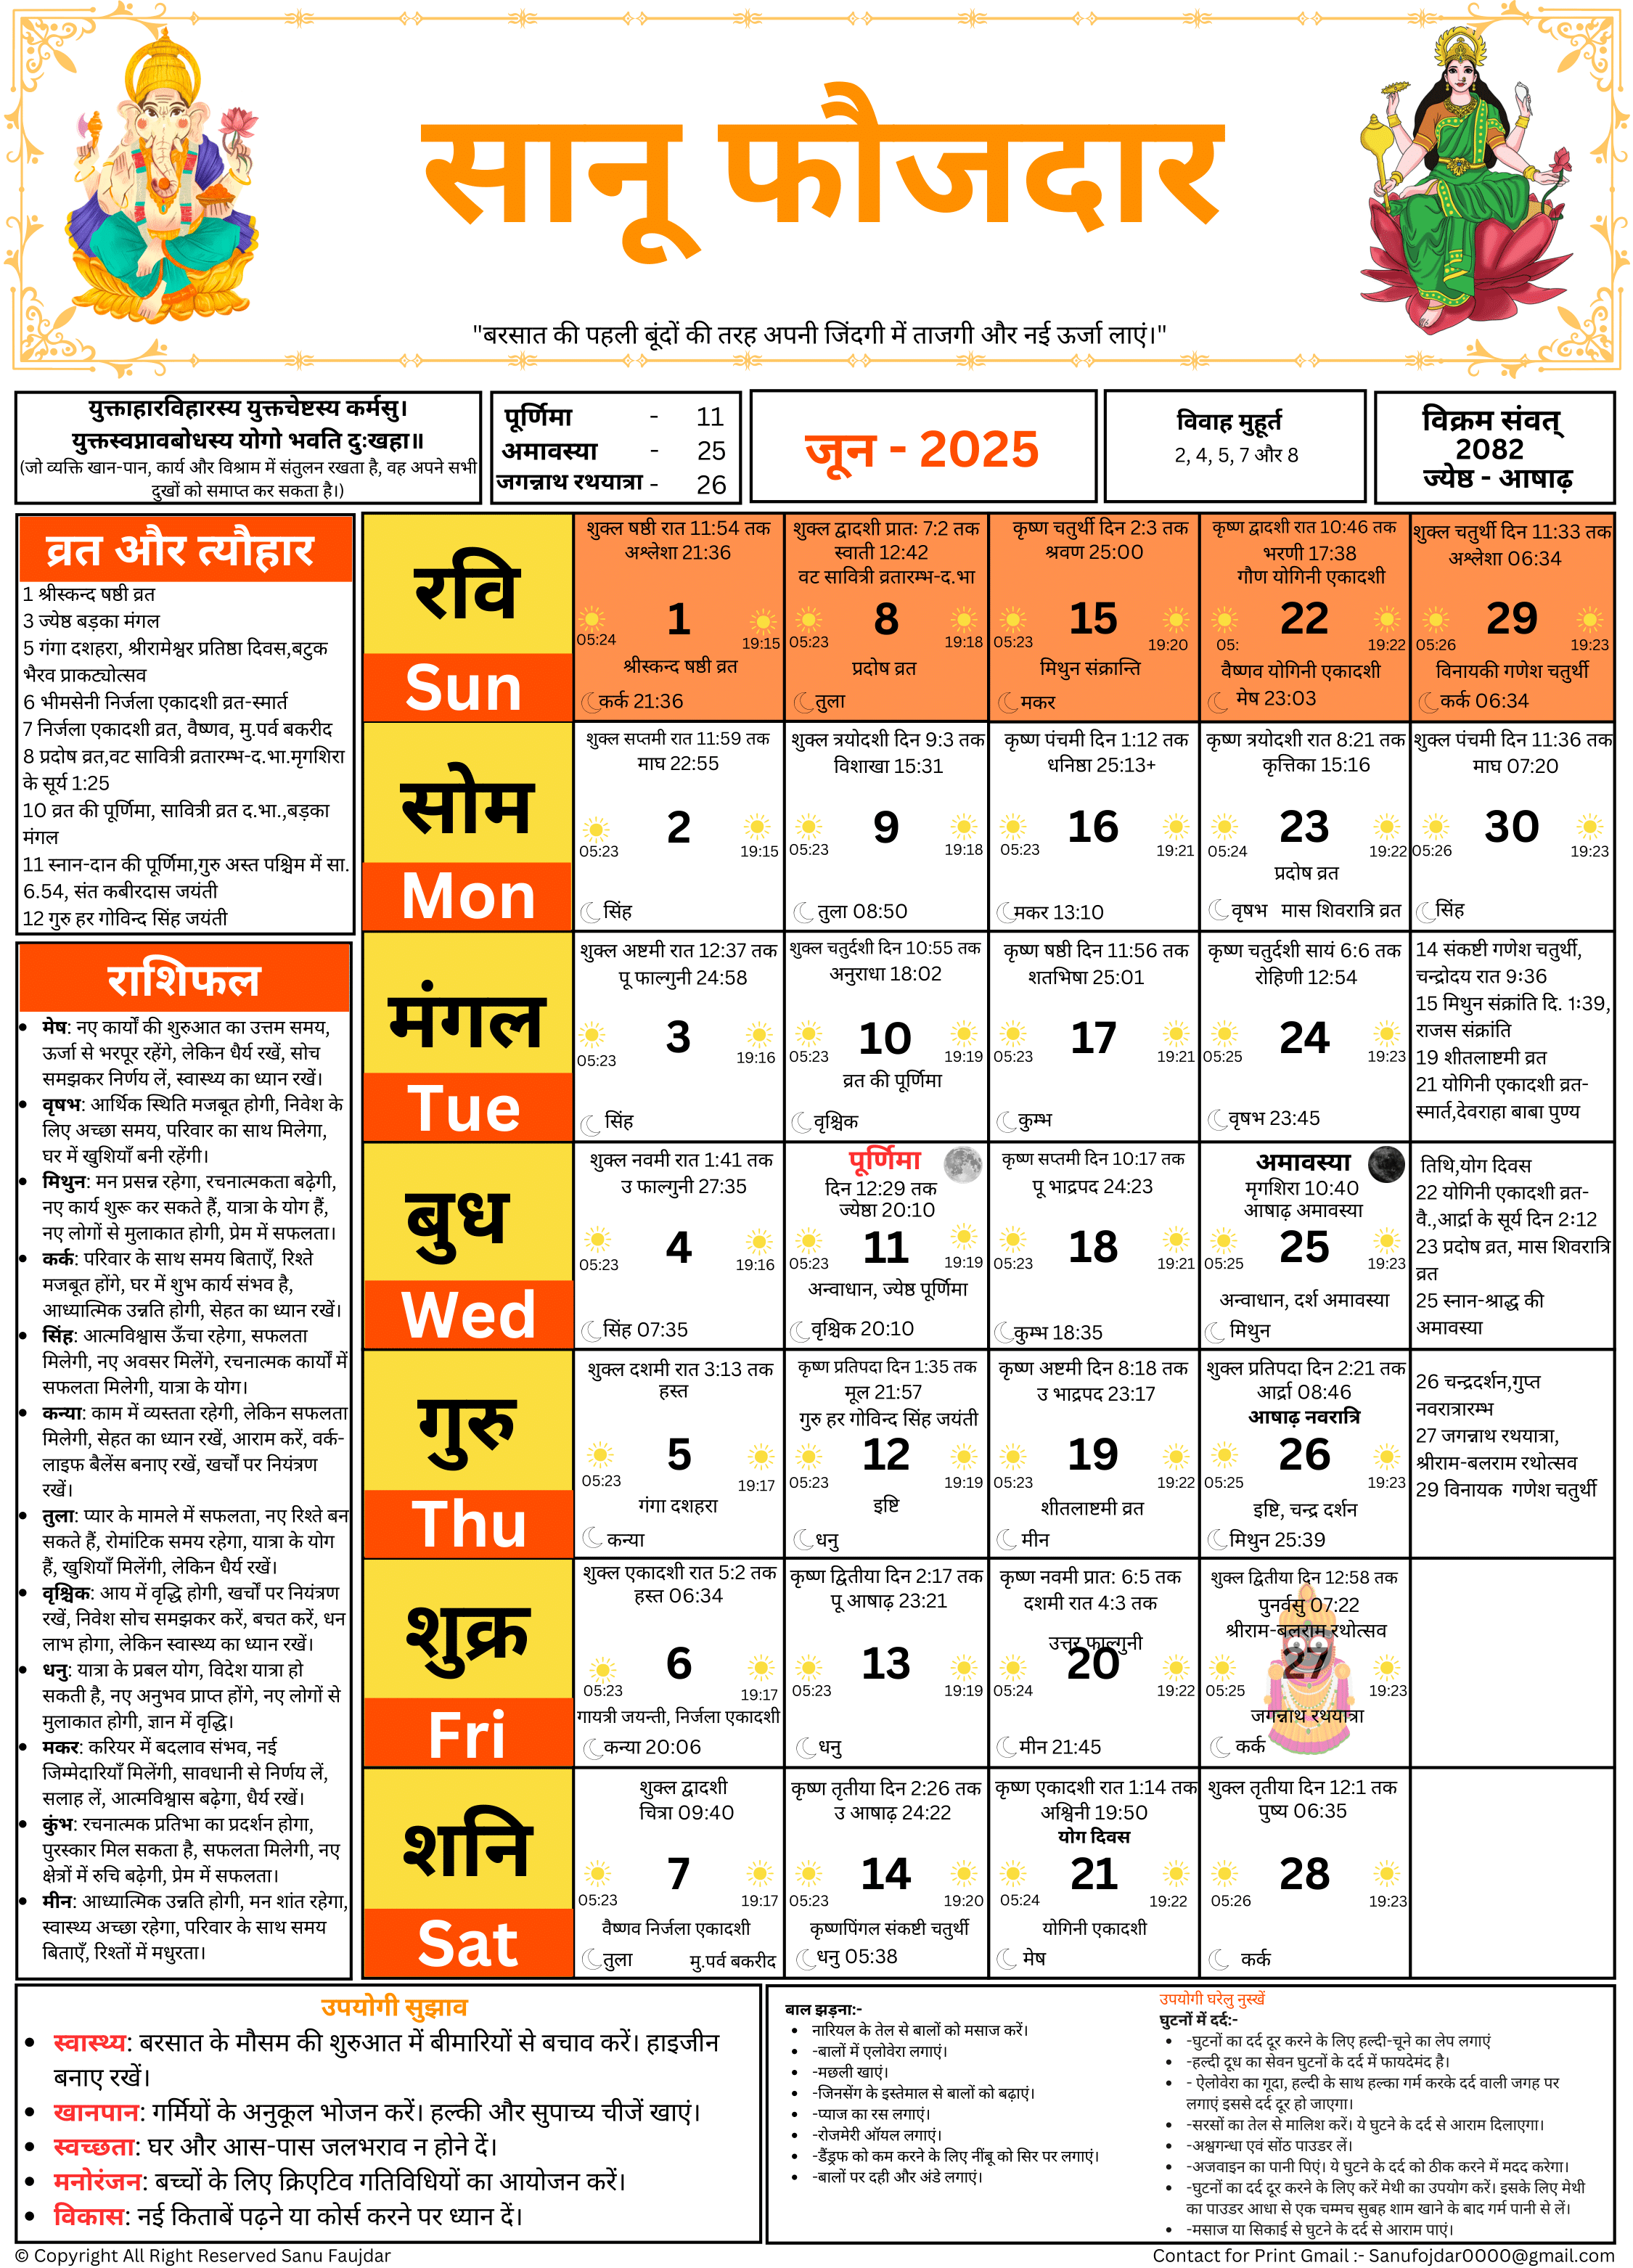 सानू फौजदार
"बरसात की पहली बूंदों की तरह अपनी जिंदगी में ताजगी और नई ऊर्जा लाएं।"
युक्ताहारविहारस्य युक्तचेष्टस्य कर्मसु।
युक्तस्वप्नावबोधस्य योगो भवति दुःखहा॥
(जो व्यक्ति खान-पान, कार्य और विश्राम में संतुलन रखता है, वह अपने सभी
दुखों को समाप्त कर सकता है।)
पूर्णिमा - 11
अमावस्या - 25
जगन्नाथ रथयात्रा - 26
जून - 2025
विवाह मुहूर्त
2, 4, 5, 7 और 8
विक्रम संवत्
2082
ज्येष्ठ - आषाढ़
व्रत और त्यौहार
1 श्रीस्कन्द षष्ठी व्रत
3 ज्येष्ठ बड़का मंगल
5 गंगा दशहरा, श्रीरामेश्वर प्रतिष्ठा दिवस,बटुक
भैरव प्राकट्योत्सव
6 भीमसेनी निर्जला एकादशी व्रत-स्मार्त
7 निर्जला एकादशी व्रत, वैष्णव, मु.पर्व बकरीद
8 प्रदोष व्रत,वट सावित्री व्रतारम्भ-द.भा.मृगशिरा
के सूर्य 1:25
10 व्रत की पूर्णिमा, सावित्री व्रत द.भा.,बड़का
मंगल
11 स्नान-दान की पूर्णिमा,गुरु अस्त पश्चिम में सा.
6.54, संत कबीरदास जयंती
12 गुरु हर गोविन्द सिंह जयंती
राशिफल
• मेष: नए कार्यों की शुरुआत का उत्तम समय,
ऊर्जा से भरपूर रहेंगे, लेकिन धैर्य रखें, सोच
समझकर निर्णय लें, स्वास्थ्य का ध्यान रखें।
• वृषभ: आर्थिक स्थिति मजबूत होगी, निवेश के
लिए अच्छा समय, परिवार का साथ मिलेगा,
घर में खुशियाँ बनी रहेंगी।
• मिथुन: मन प्रसन्न रहेगा, रचनात्मकता बढ़ेगी,
नए कार्य शुरू कर सकते हैं, यात्रा के योग हैं,
नए लोगों से मुलाकात होगी, प्रेम में सफलता।
• कर्क: परिवार के साथ समय बिताएँ, रिश्ते
मजबूत होंगे, घर में शुभ कार्य संभव है,
आध्यात्मिक उन्नति होगी, सेहत का ध्यान रखें।
• सिंह: आत्मविश्वास ऊँचा रहेगा, सफलता
मिलेगी, नए अवसर मिलेंगे, रचनात्मक कार्यों में
सफलता मिलेगी, यात्रा के योग।
• कन्या: काम में व्यस्तता रहेगी, लेकिन सफलता
मिलेगी, सेहत का ध्यान रखें, आराम करें, वर्क-
लाइफ बैलेंस बनाए रखें, खर्चों पर नियंत्रण
रखें।
• तुला: प्यार के मामले में सफलता, नए रिश्ते बन
सकते हैं, रोमांटिक समय रहेगा, यात्रा के योग
हैं, खुशियाँ मिलेंगी, लेकिन धैर्य रखें।
• वृश्चिक: आय में वृद्धि होगी, खर्चों पर नियंत्रण
रखें, निवेश सोच समझकर करें, बचत करें, धन
लाभ होगा, लेकिन स्वास्थ्य का ध्यान रखें।
• धनु: यात्रा के प्रबल योग, विदेश यात्रा हो
सकती है, नए अनुभव प्राप्त होंगे, नए लोगों से
मुलाकात होगी, ज्ञान में वृद्धि।
• मकर: करियर में बदलाव संभव, नई
जिम्मेदारियाँ मिलेंगी, सावधानी से निर्णय लें,
सलाह लें, आत्मविश्वास बढ़ेगा, धैर्य रखें।
• कुंभ: रचनात्मक प्रतिभा का प्रदर्शन होगा,
पुरस्कार मिल सकता है, सफलता मिलेगी, नए
क्षेत्रों में रुचि बढ़ेगी, प्रेम में सफलता।
• मीन: आध्यात्मिक उन्नति होगी, मन शांत रहेगा,
स्वास्थ्य अच्छा रहेगा, परिवार के साथ समय
बिताएँ, रिश्तों में मधुरता।
रवि
Sun
शुक्ल षष्ठी रात 11:54 तक
अश्लेशा 21:36
1
05:24 19:15
श्रीस्कन्द षष्ठी व्रत
कर्क 21:36
शुक्ल द्वादशी प्रातः 7:2 तक
स्वाती 12:42
वट सावित्री व्रतारम्भ-द.भा
8
05:23 19:18
प्रदोष व्रत
तुला
कृष्ण चतुर्थी दिन 2:3 तक
श्रवण 25:00
15
05:23 19:20
मिथुन संक्रान्ति
मकर
कृष्ण द्वादशी रात 10:46 तक
भरणी 17:38
गौण योगिनी एकादशी
22
05: 19:22
वैष्णव योगिनी एकादशी
मेष 23:03
शुक्ल चतुर्थी दिन 11:33 तक
अश्लेशा 06:34
29
05:26 19:23
विनायकी गणेश चतुर्थी
कर्क 06:34
सोम
Mon
शुक्ल सप्तमी रात 11:59 तक
माघ 22:55
2
05:23 19:15
सिंह
शुक्ल त्रयोदशी दिन 9:3 तक
विशाखा 15:31
9
05:23 19:18
तुला 08:50
कृष्ण पंचमी दिन 1:12 तक
धनिष्ठा 25:13+
16
05:23 19:21
मकर 13:10
कृष्ण त्रयोदशी रात 8:21 तक
कृत्तिका 15:16
23
05:24 19:22
प्रदोष व्रत
वृषभ मास शिवरात्रि व्रत
शुक्ल पंचमी दिन 11:36 तक
माघ 07:20
30
05:26 19:23
सिंह
मंगल
Tue
शुक्ल अष्टमी रात 12:37 तक
पू फाल्गुनी 24:58
3
05:23 19:16
सिंह
शुक्ल चतुर्दशी दिन 10:55 तक
अनुराधा 18:02
10
05:23 19:19
व्रत की पूर्णिमा
वृश्चिक
कृष्ण षष्ठी दिन 11:56 तक
शतभिषा 25:01
17
05:23 19:21
कुम्भ
कृष्ण चतुर्दशी सायं 6:6 तक
रोहिणी 12:54
24
05:25 19:23
वृषभ 23:45
14 संकष्टी गणेश चतुर्थी,
चन्द्रोदय रात 9ः36
15 मिथुन संक्रांति दि. 1ः39,
राजस संक्रांति
19 शीतलाष्टमी व्रत
21 योगिनी एकादशी व्रत-
स्मार्त,देवराहा बाबा पुण्य
बुध
Wed
शुक्ल नवमी रात 1:41 तक
उ फाल्गुनी 27:35
4
05:23 19:16
सिंह 07:35
पूर्णिमा
दिन 12:29 तक
ज्येष्ठा 20:10
11
05:23 19:19
अन्वाधान, ज्येष्ठ पूर्णिमा
वृश्चिक 20:10
कृष्ण सप्तमी दिन 10:17 तक
पू भाद्रपद 24:23
18
05:23 19:21
कुम्भ 18:35
अमावस्या
मृगशिरा 10:40
आषाढ़ अमावस्या
25
05:25 19:23
अन्वाधान, दर्श अमावस्या
मिथुन
तिथि,योग दिवस
22 योगिनी एकादशी व्रत-
वै.,आर्द्रा के सूर्य दिन 2ः12
23 प्रदोष व्रत, मास शिवरात्रि
व्रत
25 स्नान-श्राद्ध की
अमावस्या
गुरु
Thu
शुक्ल दशमी रात 3:13 तक
हस्त
5
05:23 19:17
गंगा दशहरा
कन्या
कृष्ण प्रतिपदा दिन 1:35 तक
मूल 21:57
गुरु हर गोविन्द सिंह जयंती
12
05:23 19:19
इष्टि
धनु
कृष्ण अष्टमी दिन 8:18 तक
उ भाद्रपद 23:17
19
05:23 19:22
शीतलाष्टमी व्रत
मीन
शुक्ल प्रतिपदा दिन 2:21 तक
आर्द्रा 08:46
आषाढ़ नवरात्रि
26
05:25 19:23
इष्टि, चन्द्र दर्शन
मिथुन 25:39
26 चन्द्रदर्शन,गुप्त
नवरात्रारम्भ
27 जगन्नाथ रथयात्रा,
श्रीराम-बलराम रथोत्सव
29 विनायक गणेश चतुर्थी
शुक्र
Fri
शुक्ल एकादशी रात 5:2 तक
हस्त 06:34
6
05:23 19:17
गायत्री जयन्ती, निर्जला एकादशी
कन्या 20:06
कृष्ण द्वितीया दिन 2:17 तक
पू आषाढ़ 23:21
13
05:23 19:19
धनु
कृष्ण नवमी प्रात: 6:5 तक
दशमी रात 4:3 तक
उत्तर फाल्गुनी
20
05:24 19:22
मीन 21:45
शुक्ल द्वितीया दिन 12:58 तक
पुनर्वसु 07:22
श्रीराम-बलराम रथोत्सव
27
05:25 19:23
जगन्नाथ रथयात्रा
कर्क
शनि
Sat
शुक्ल द्वादशी
चित्रा 09:40
7
05:23 19:17
वैष्णव निर्जला एकादशी
तुला मु.पर्व बकरीद
कृष्ण तृतीया दिन 2:26 तक
उ आषाढ़ 24:22
14
05:23 19:20
कृष्णपिंगल संकष्टी चतुर्थी
धनु 05:38
कृष्ण एकादशी रात 1:14 तक
अश्विनी 19:50
योग दिवस
21
05:24 19:22
योगिनी एकादशी
मेष
शुक्ल तृतीया दिन 12:1 तक
पुष्य 06:35
28
05:26 19:23
कर्क
उपयोगी सुझाव
• स्वास्थ्य: बरसात के मौसम की शुरुआत में बीमारियों से बचाव करें। हाइजीन
बनाए रखें।
• खानपान: गर्मियों के अनुकूल भोजन करें। हल्की और सुपाच्य चीजें खाएं।
• स्वच्छता: घर और आस-पास जलभराव न होने दें।
• मनोरंजन: बच्चों के लिए क्रिएटिव गतिविधियों का आयोजन करें।
• विकास: नई किताबें पढ़ने या कोर्स करने पर ध्यान दें।
बाल झड़ना:-
• नारियल के तेल से बालों को मसाज करें।
• -बालों में एलोवेरा लगाएं।
• -मछली खाएं।
• -जिनसेंग के इस्तेमाल से बालों को बढ़ाएं।
• -प्याज का रस लगाएं।
• -रोजमेरी ऑयल लगाएं।
• -डैंड्रफ को कम करने के लिए नींबू को सिर पर लगाएं।
• -बालों पर दही और अंडे लगाएं।
उपयोगी घरेलु नुस्खें
घुटनों में दर्द:-
• -घुटनों का दर्द दूर करने के लिए हल्दी-चूने का लेप लगाएं
• -हल्दी दूध का सेवन घुटनों के दर्द में फायदेमंद है।
• - ऐलोवेरा का गूदा, हल्दी के साथ हल्का गर्म करके दर्द वाली जगह पर
लगाएं इससे दर्द दूर हो जाएगा।
• -सरसों का तेल से मालिश करें। ये घुटने के दर्द से आराम दिलाएगा।
• -अश्वगन्धा एवं सोंठ पाउडर लें।
• -अजवाइन का पानी पिएं। ये घुटने के दर्द को ठीक करने में मदद करेगा।
• -घुटनों का दर्द दूर करने के लिए करें मेथी का उपयोग करें। इसके लिए मेथी
का पाउडर आधा से एक चम्मच सुबह शाम खाने के बाद गर्म पानी से लें।
• -मसाज या सिकाई से घुटने के दर्द से आराम पाएं।
© Copyright All Right Reserved Sanu Faujdar
Contact for Print Gmail :- Sanufojdar0000@gmail.com